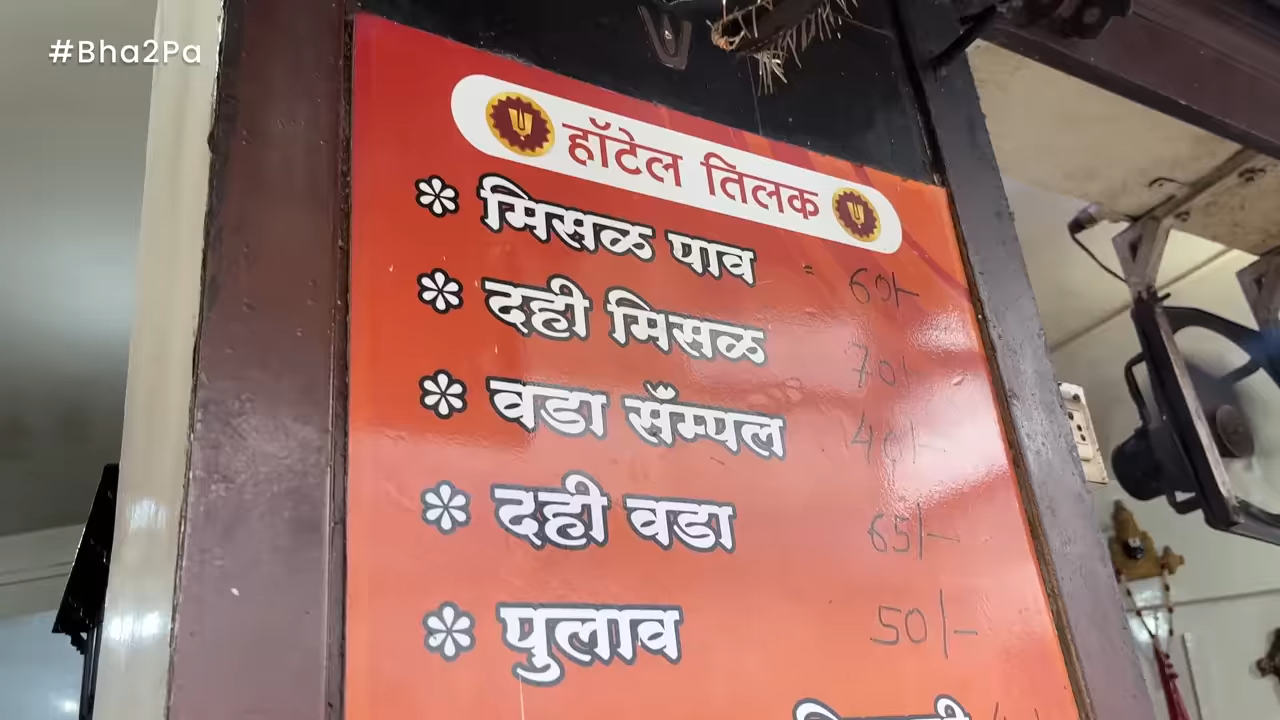 #Bha2Pa
हॉटेल तिलक
मिसळ पाव = 60/-
दही मिसळ 70/-
वडा सॅम्पल 40/-
दही वडा 65/-
पुलाव 50/-